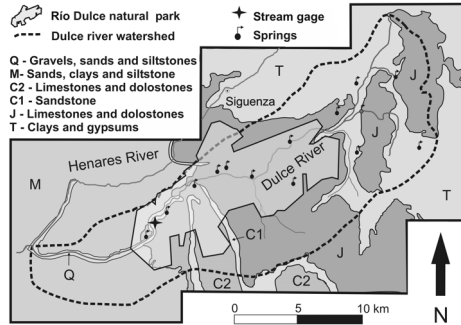 Río Dulce natural park
Dulce river watershed
Stream gage
Springs
Q - Gravels, sands and siltstones
M- Sands, clays and siltstone
C2 - Limestones and dolostones
C1 - Sandstone
J - Limestones and dolostones
T - Clays and gypsums
T
J
Siguenza
J
Henares River
Dulce River
M
T
C1
J
Q
C2
C2
0 5 10 km
N